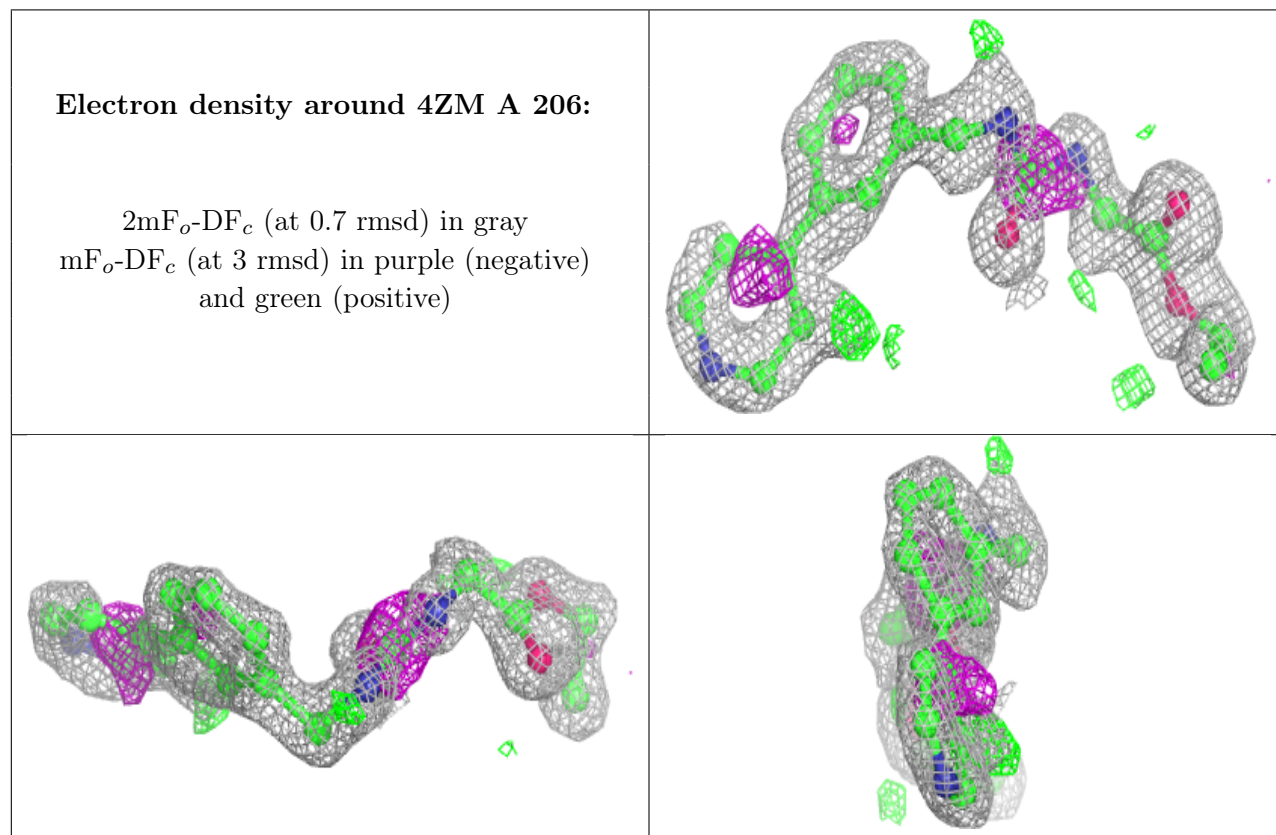 Electron density around 4ZM A 206:
2mFo-DFc (at 0.7 rmsd) in gray
mFo-DFc (at 3 rmsd) in purple (negative)
and green (positive)